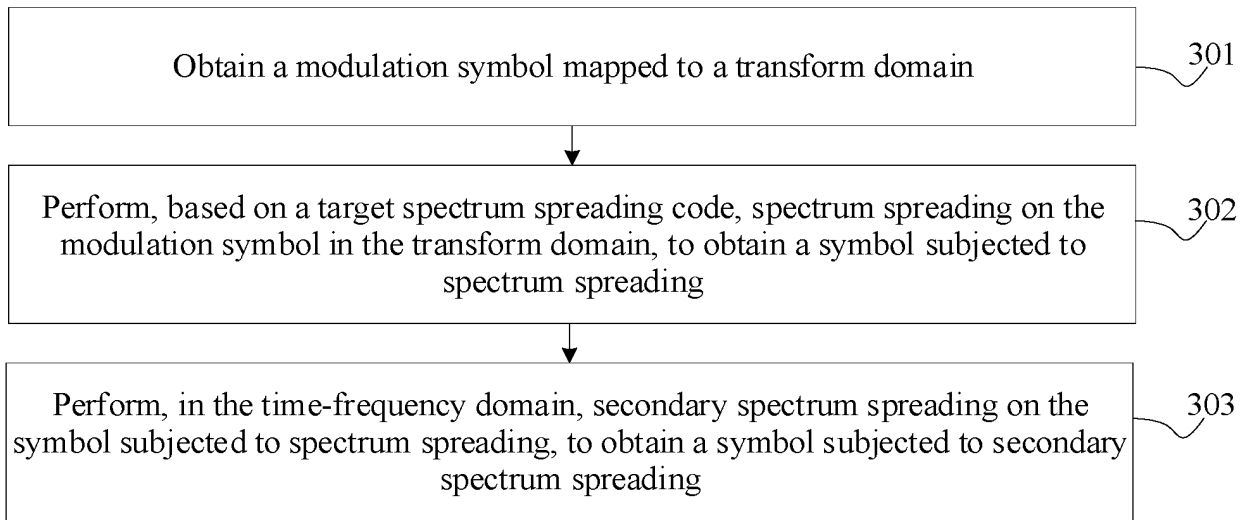 Obtain a modulation symbol mapped to a transform domain
301
Perform, based on a target spectrum spreading code, spectrum spreading on the
modulation symbol in the transform domain, to obtain a symbol subjected to
spectrum spreading
302
Perform, in the time-frequency domain, secondary spectrum spreading on the
symbol subjected to spectrum spreading, to obtain a symbol subjected to secondary
spectrum spreading
303